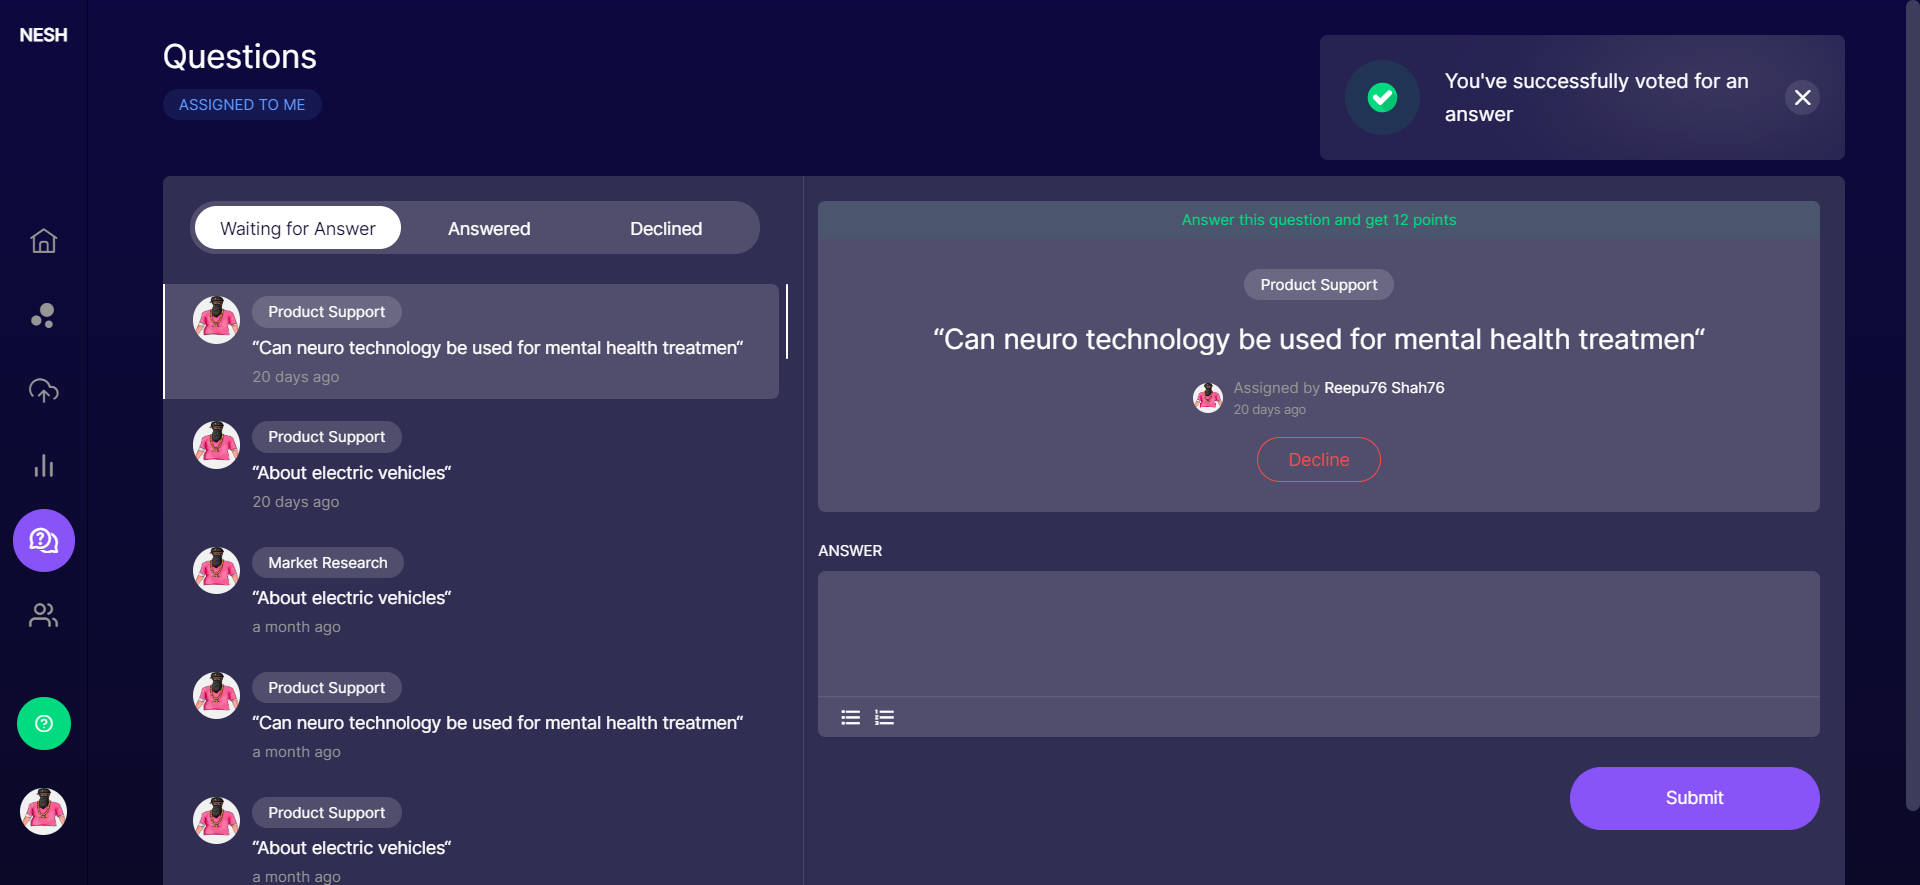 NESH
Questions
ASSIGNED TO ME
You've successfully voted for an
answer
Waiting for Answer
Answered
Declined
Product Support
“Can neuro technology be used for mental health treatmen“
20 days ago
Product Support
“About electric vehicles“
20 days ago
Market Research
“About electric vehicles“
a month ago
Product Support
“Can neuro technology be used for mental health treatmen“
a month ago
Product Support
“About electric vehicles“
a month ago
Answer this question and get 12 points
Product Support
“Can neuro technology be used for mental health treatmen“
Assigned by Reepu76 Shah76
20 days ago
Decline
ANSWER
Submit